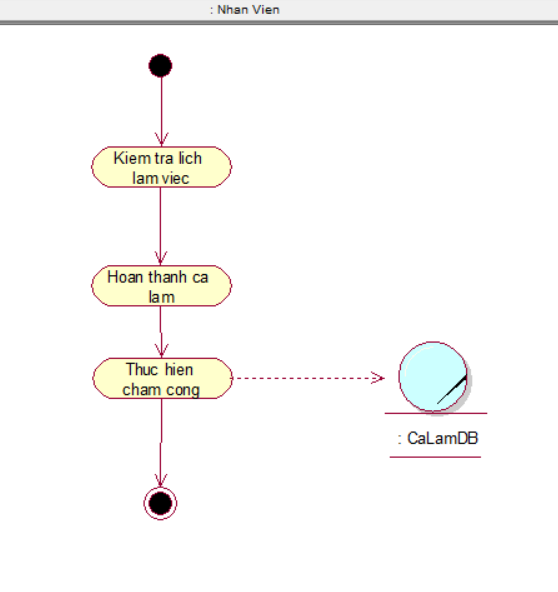 : Nhan Vien
Kiem tra lich
lam viec
Hoan thanh ca
lam
Thuc hien
cham cong
: CaLamDB